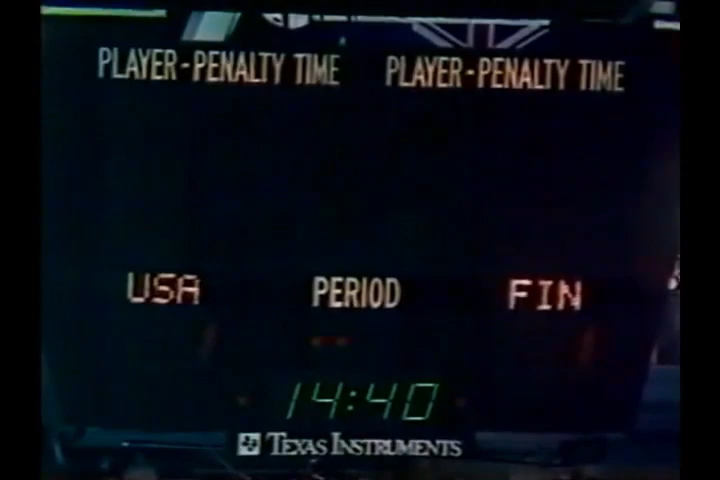 PLAYER-PENALTY TIME PLAYER-PENALTY TIME
USA PERIOD FIN
14:40
TEXAS INSTRUMENTS